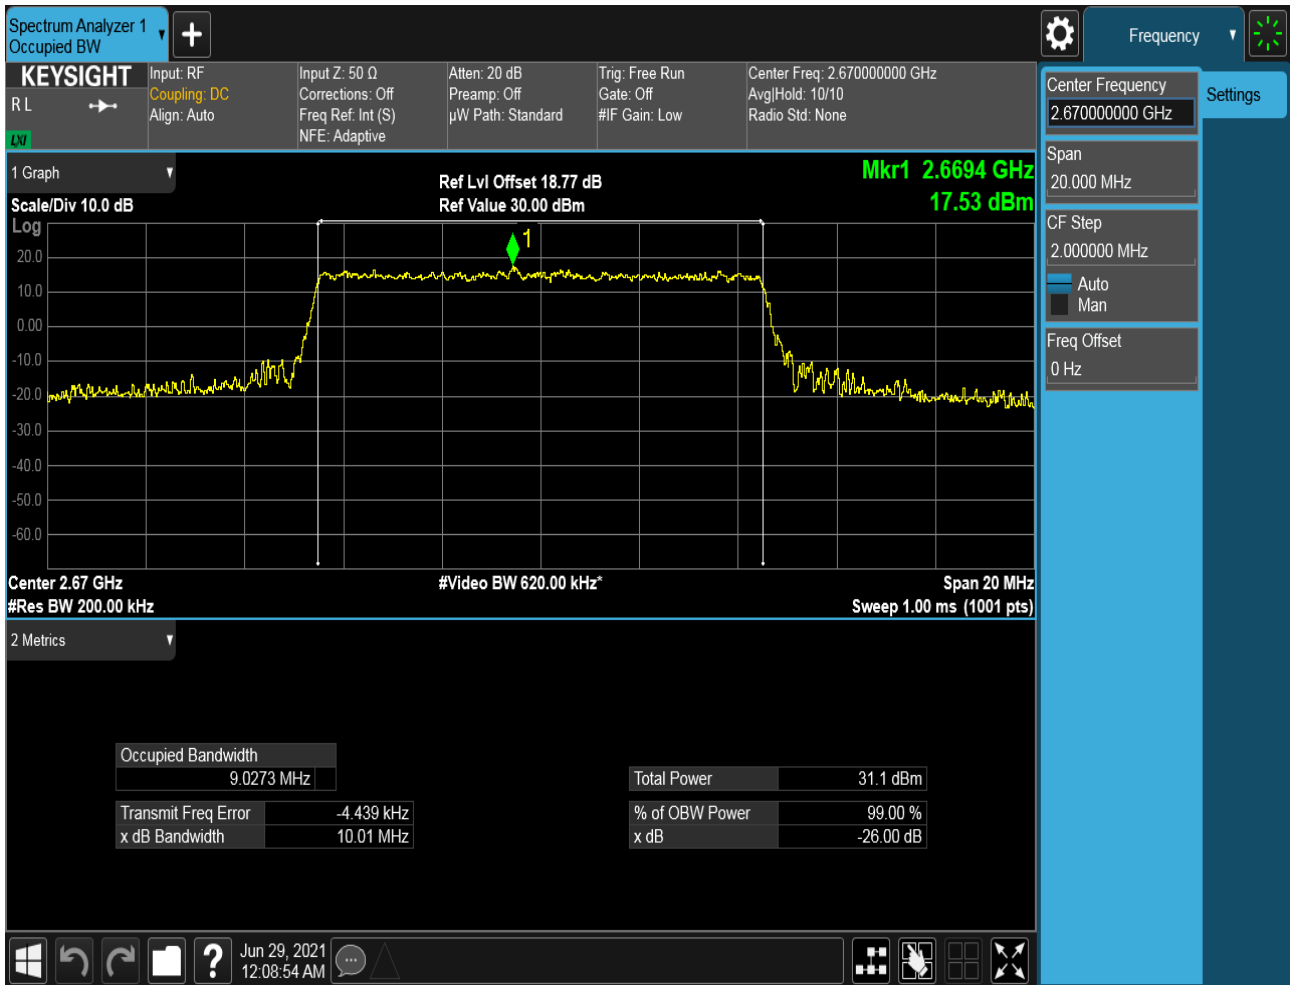 Spectrum Analyzer 1
Occupied BW
Frequency
KEYSIGHT
R L
LXI
Input: RF
Coupling: DC
Align: Auto
Input Z: 50 Ω
Corrections: Off
Freq Ref: Int (S)
NFE: Adaptive
Atten: 20 dB
Preamp: Off
µW Path: Standard
Trig: Free Run
Gate: Off
#IF Gain: Low
Center Freq: 2.670000000 GHz
Avg|Hold: 10/10
Radio Std: None
Center Frequency
2.670000000 GHz
Settings
Span
20.000 MHz
CF Step
2.000000 MHz
Auto
Man
Freq Offset
0 Hz
1 Graph
Scale/Div 10.0 dB
Ref Lvl Offset 18.77 dB
Ref Value 30.00 dBm
Mkr1 2.6694 GHz
17.53 dBm
Log
1
20.0
10.0
0.00
-10.0
-20.0
-30.0
-40.0
-50.0
-60.0
Center 2.67 GHz
#Video BW 620.00 kHz*
Span 20 MHz
#Res BW 200.00 kHz
Sweep 1.00 ms (1001 pts)
2 Metrics
Occupied Bandwidth
9.0273 MHz
Total Power 31.1 dBm
Transmit Freq Error -4.439 kHz
% of OBW Power 99.00 %
x dB Bandwidth 10.01 MHz
x dB -26.00 dB
?
Jun 29, 2021
12:08:54 AM